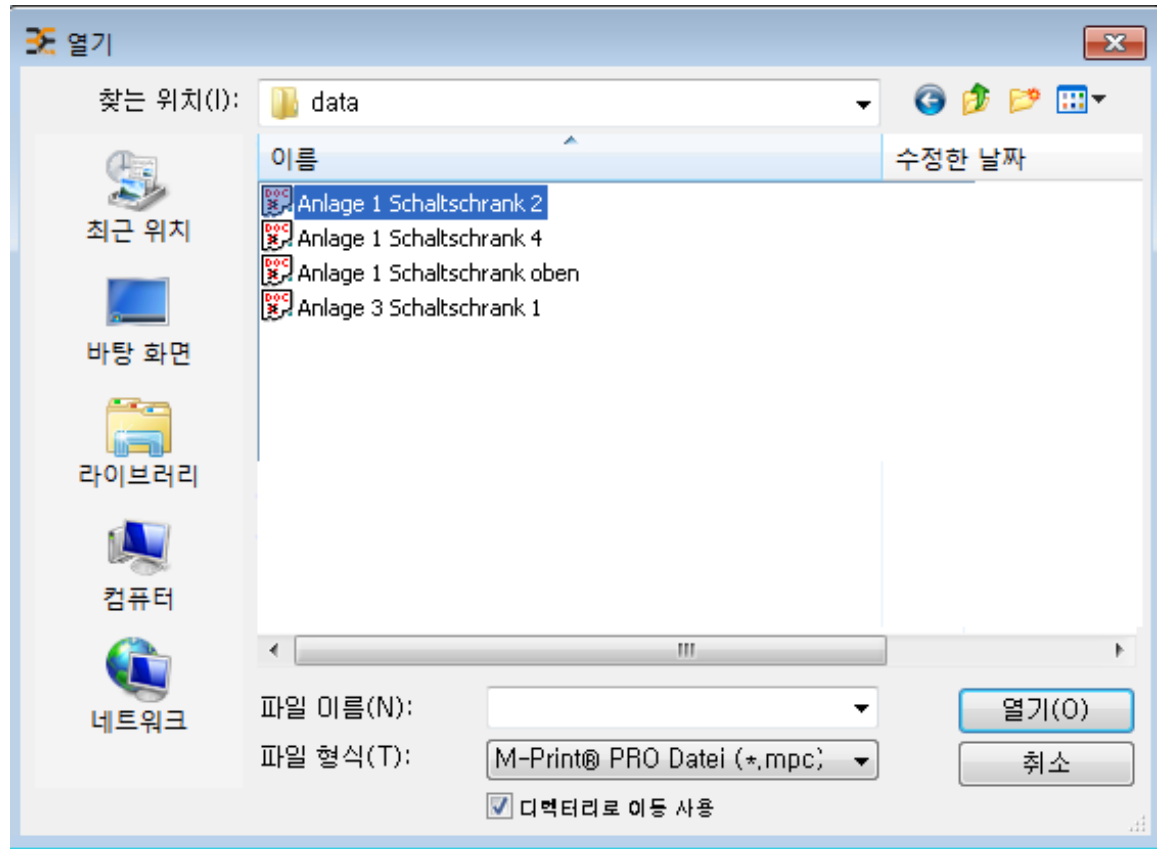 열기
찾는 위치(I):
data
이름
수정한 날짜
최근 위치
바탕 화면
라이브러리
컴퓨터
네트워크
Anlage 1 Schaltschrank 2
Anlage 1 Schaltschrank 4
Anlage 1 Schaltschrank oben
Anlage 3 Schaltschrank 1
파일 이름(N):
열기(O)
파일 형식(T):
M-Print® PRO Datei (*.mpc)
취소
디렉터리로 이동 사용